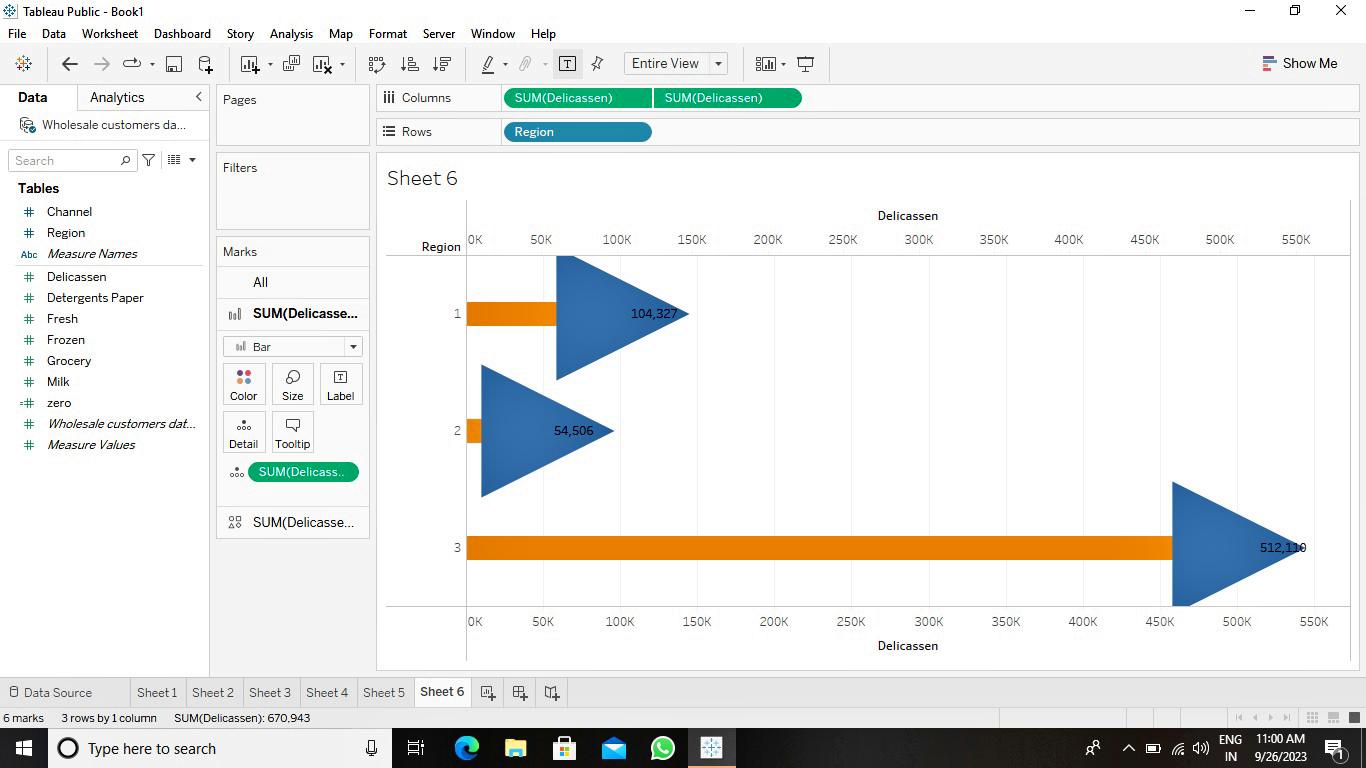 Tableau Public - Book1
File Data Worksheet Dashboard Story Analysis Map Format Server Window Help
Entire View
Show Me
Data Analytics
Wholesale customers da...
Search
Tables
Channel
Region
Abc Measure Names
Delicassen
Detergents Paper
Fresh
Frozen
Grocery
Milk
zero
Wholesale customers dat...
Measure Values
Pages
Filters
Marks
All
SUM(Delicasse...
Bar
Color Size Label
Detail Tooltip
SUM(Delicass..
SUM(Delicasse...
Columns SUM(Delicassen) SUM(Delicassen)
Rows Region
Sheet 6
Delicassen
Region 0K 50K 100K 150K 200K 250K 300K 350K 400K 450K 500K 550K
1 104,327
2 54,506
3 512,110
0K 50K 100K 150K 200K 250K 300K 350K 400K 450K 500K 550K
Delicassen
Data Source Sheet 1 Sheet 2 Sheet 3 Sheet 4 Sheet 5 Sheet 6
6 marks 3 rows by 1 column SUM(Delicassen): 670,943
Type here to search
ENG
IN
11:00 AM
9/26/2023
1